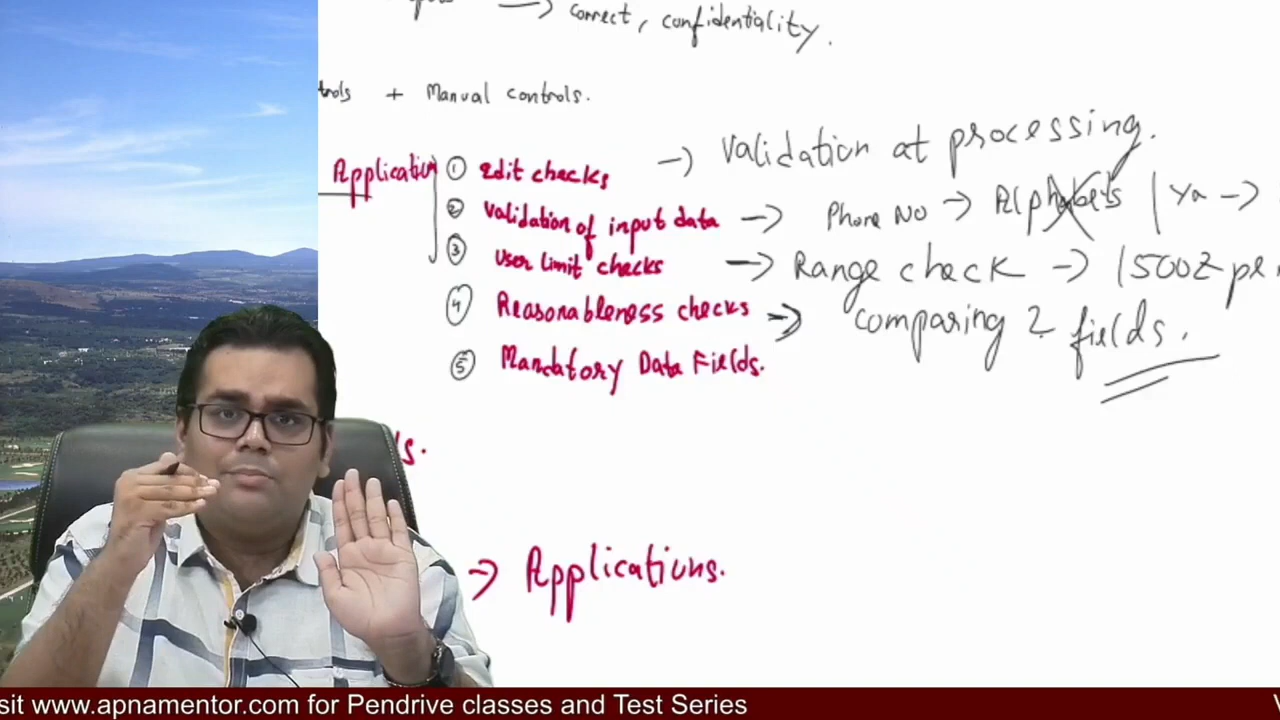 → correct, confidentiality.
+ Manual controls.
Application
① Edit checks → Validation at processing.
② Validation of input data → Phone No → Alphabets | Ya →
③ User limit checks → Range check → 1500
④ Reasonableness checks → comparing 2 fields.
⑤ Mandatory Data Fields.
→ Applications.
sit www.apnamentor.com for Pendrive classes and Test Series